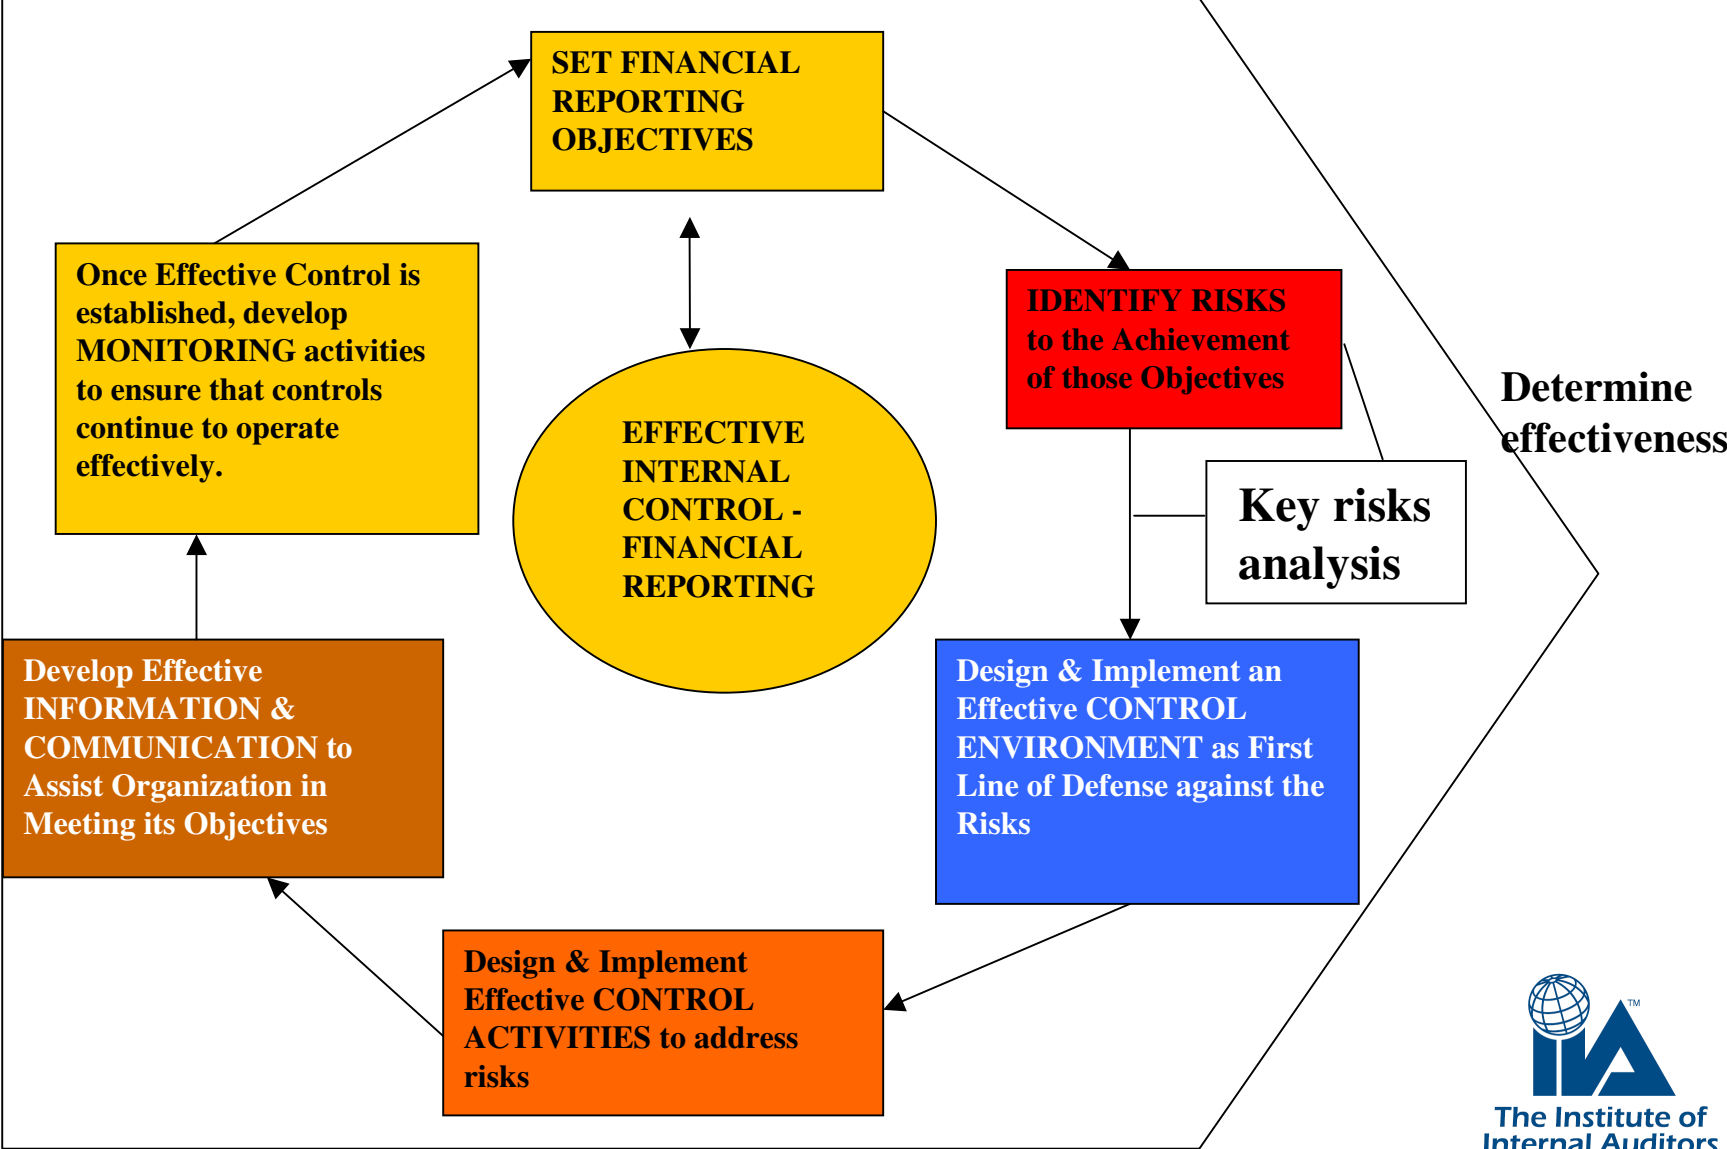 SET FINANCIAL
REPORTING
OBJECTIVES
Once Effective Control is
established, develop
MONITORING activities
to ensure that controls
continue to operate
effectively.
IDENTIFY RISKS
to the Achievement
of those Objectives
Determine
effectiveness
EFFECTIVE
INTERNAL
CONTROL -
FINANCIAL
REPORTING
Key risks
analysis
Develop Effective
INFORMATION &
COMMUNICATION to
Assist Organization in
Meeting its Objectives
Design & Implement an
Effective CONTROL
ENVIRONMENT as First
Line of Defense against the
Risks
Design & Implement
Effective CONTROL
ACTIVITIES to address
risks
IIA TM
The Institute of
Internal Auditors